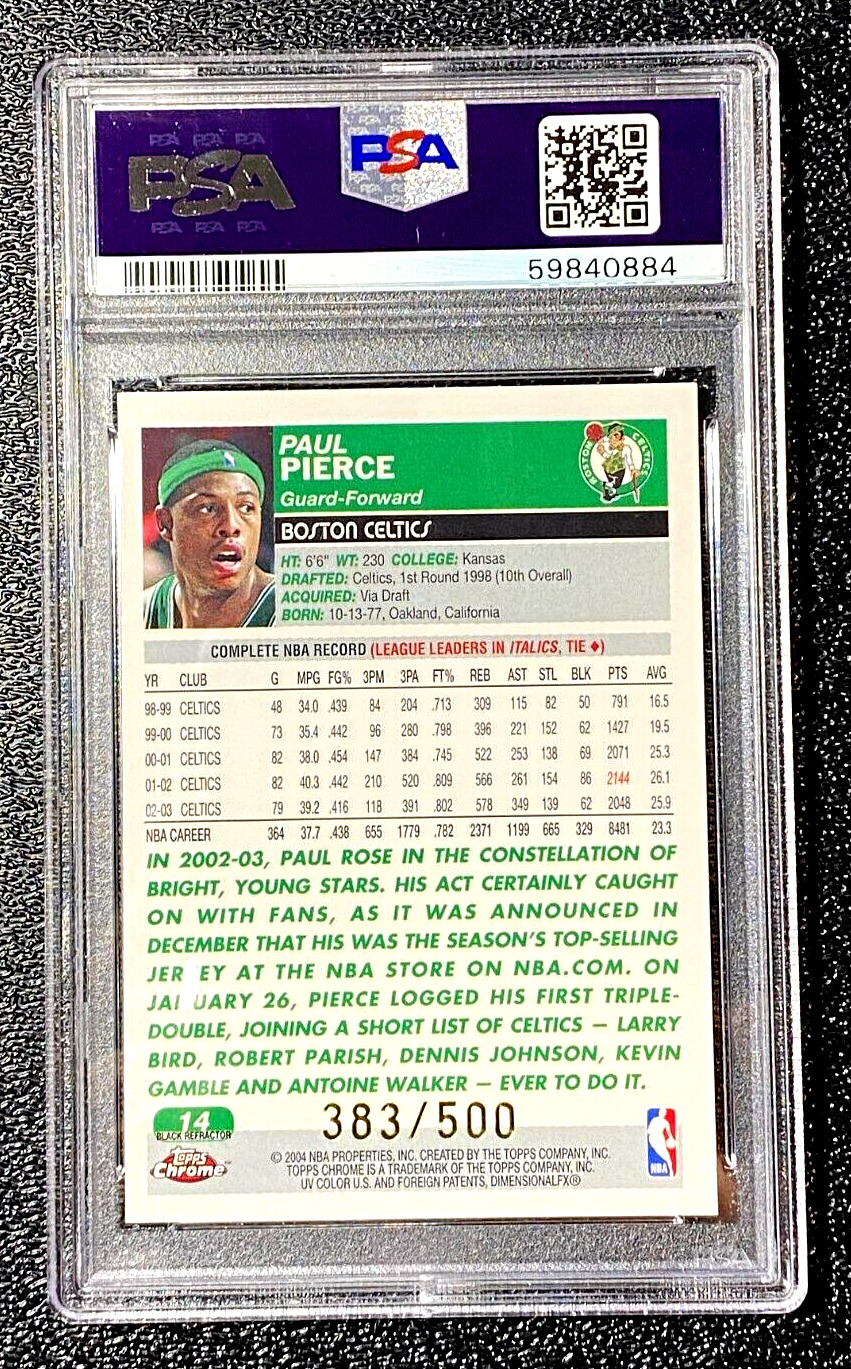 PSA PSA PSA
PSA
PSA PSA PSA
PSA
59840884
PAUL
PIERCE
Guard-Forward
BOSTON CELTICS
BOSTON CELTICS
HT: 6'6" WT: 230 COLLEGE: Kansas
DRAFTED: Celtics, 1st Round 1998 (10th Overall)
ACQUIRED: Via Draft
BORN: 10-13-77, Oakland, California
COMPLETE NBA RECORD (LEAGUE LEADERS IN ITALICS, TIE ♦)
YR CLUB G MPG FG% 3PM 3PA FT% REB AST STL BLK PTS AVG
98-99 CELTICS 48 34.0 .439 84 204 .713 309 115 82 50 791 16.5
99-00 CELTICS 73 35.4 .442 96 280 .798 396 221 152 62 1427 19.5
00-01 CELTICS 82 38.0 .454 147 384 .745 522 253 138 69 2071 25.3
01-02 CELTICS 82 40.3 .442 210 520 .809 566 261 154 86 2144 26.1
02-03 CELTICS 79 39.2 .416 118 391 .802 578 349 139 62 2048 25.9
NBA CAREER 364 37.7 .438 655 1779 .782 2371 1199 665 329 8481 23.3
IN 2002-03, PAUL ROSE IN THE CONSTELLATION OF
BRIGHT, YOUNG STARS. HIS ACT CERTAINLY CAUGHT
ON WITH FANS, AS IT WAS ANNOUNCED IN
DECEMBER THAT HIS WAS THE SEASON'S TOP-SELLING
JERSEY AT THE NBA STORE ON NBA.COM. ON
JANUARY 26, PIERCE LOGGED HIS FIRST TRIPLE-
DOUBLE, JOINING A SHORT LIST OF CELTICS — LARRY
BIRD, ROBERT PARISH, DENNIS JOHNSON, KEVIN
GAMBLE AND ANTOINE WALKER — EVER TO DO IT.
14
BLACK REFRACTOR
383/500
Topps
Chrome™
© 2004 NBA PROPERTIES, INC. CREATED BY THE TOPPS COMPANY, INC.
TOPPS CHROME IS A TRADEMARK OF THE TOPPS COMPANY, INC.
UV COLOR U.S. AND FOREIGN PATENTS, DIMENSIONALFX®
NBA